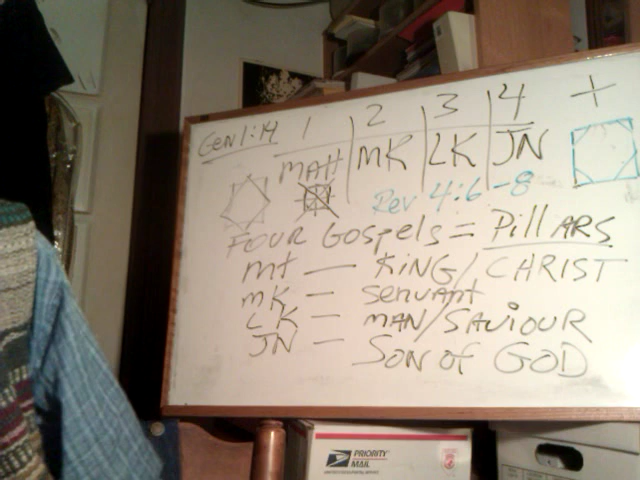 1 2 3 4 +
Gen 1:14 MAtt MK LK JN
Rev 4:6-8
FOUR Gospels = PillARS
mt — KiNG/CHRIST
mK — servant
LK — mAN/SAViOUR
JN — SON of GOD
PRIORITY
MAIL